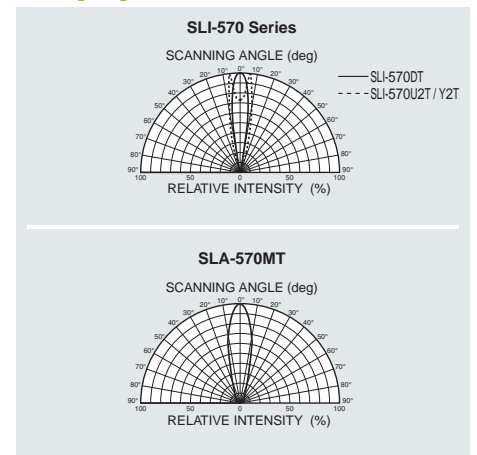 SLI-570 Series
SCANNING ANGLE (deg)
20° 10° 0° 10° 20°
30° 30°
40° 40°
50° 50°
60° 60°
70° 70°
80° 80°
90° 90°
100 50 0 50 100
RELATIVE INTENSITY (%)
SLI-570DT
SLI-570U2T / Y2T
SLA-570MT
SCANNING ANGLE (deg)
20° 10° 0° 10° 20°
30° 30°
40° 40°
50° 50°
60° 60°
70° 70°
80° 80°
90° 90°
100 50 0 50 100
RELATIVE INTENSITY (%)